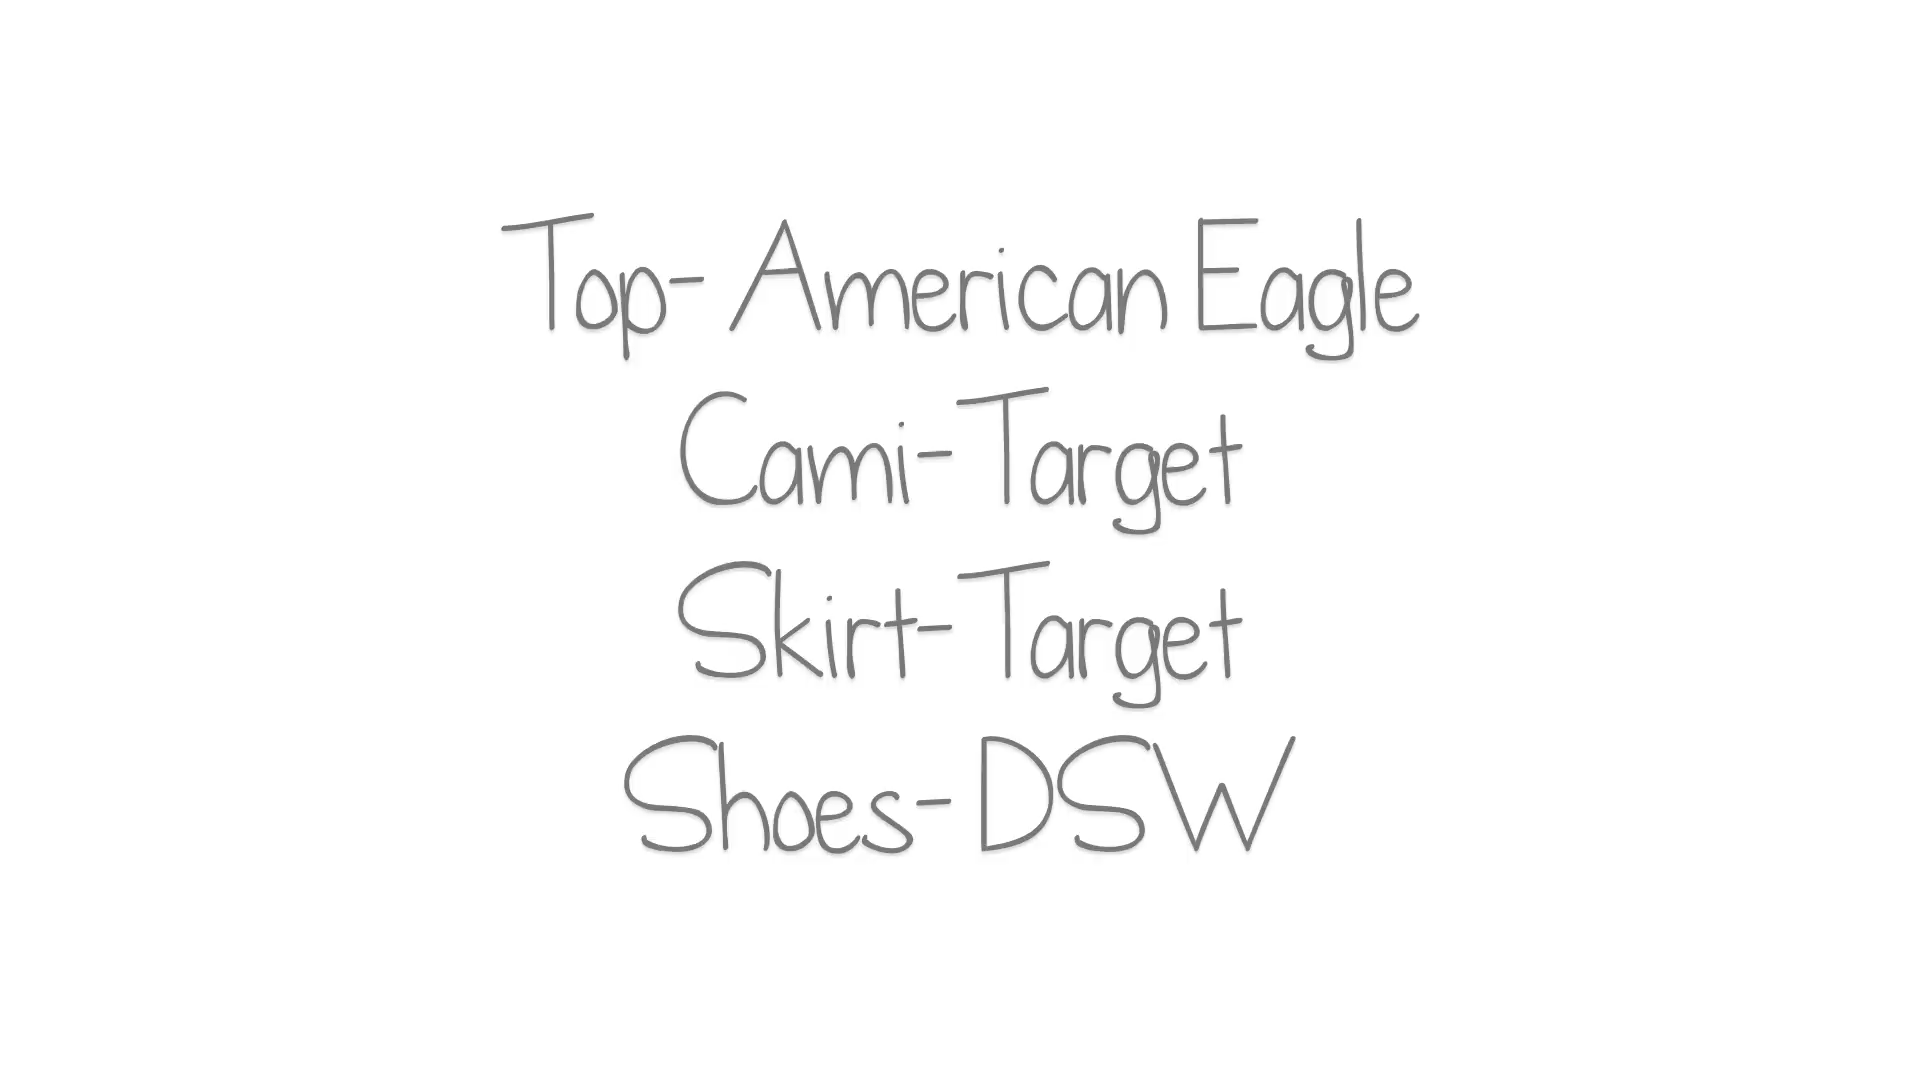 Top- American Eagle
Cami- Target
Skirt- Target
Shoes- DSW